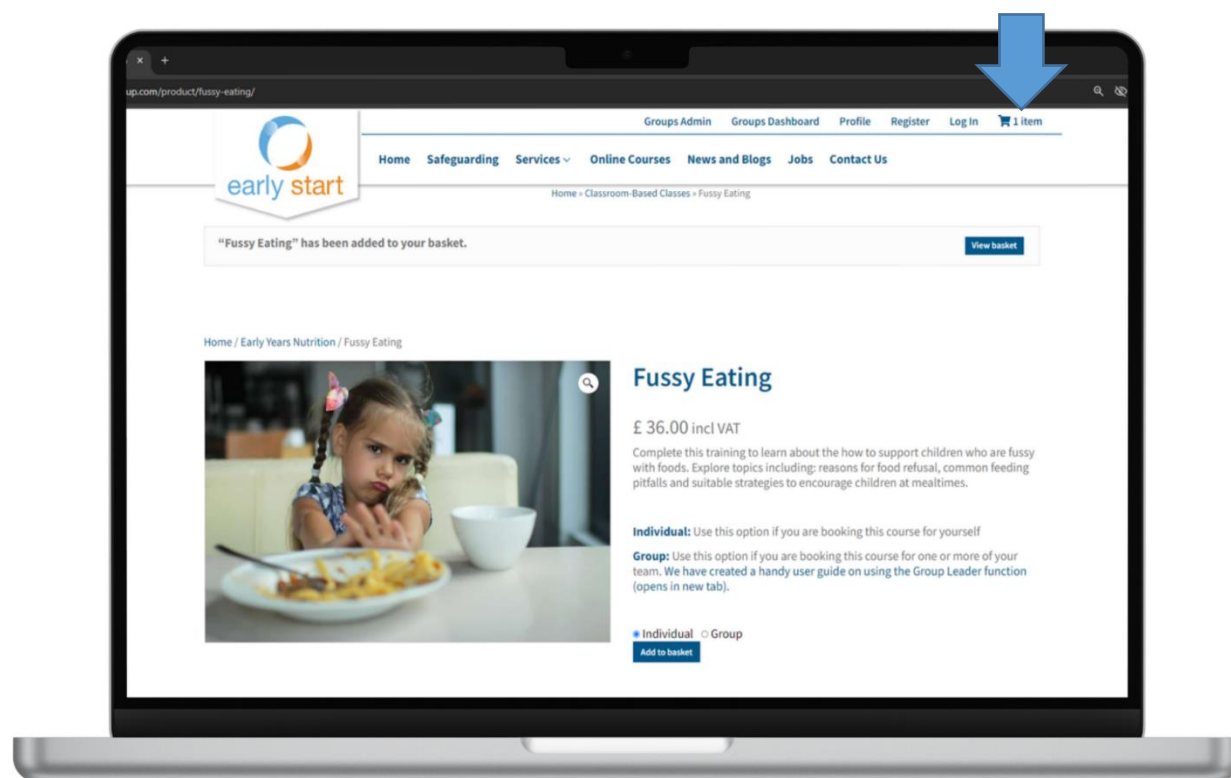 up.com/product/fussy-eating/
Groups Admin Groups Dashboard Profile Register Log In 1 item
early start
Home Safeguarding Services Online Courses News and Blogs Jobs Contact Us
Home » Classroom-Based Classes » Fussy Eating
“Fussy Eating” has been added to your basket.
View basket
Home / Early Years Nutrition / Fussy Eating
Fussy Eating
£ 36.00 incl VAT
Complete this training to learn about the how to support children who are fussy
with foods. Explore topics including: reasons for food refusal, common feeding
pitfalls and suitable strategies to encourage children at mealtimes.
Individual: Use this option if you are booking this course for yourself
Group: Use this option if you are booking this course for one or more of your
team. We have created a handy user guide on using the Group Leader function
(opens in new tab).
Individual Group
Add to basket